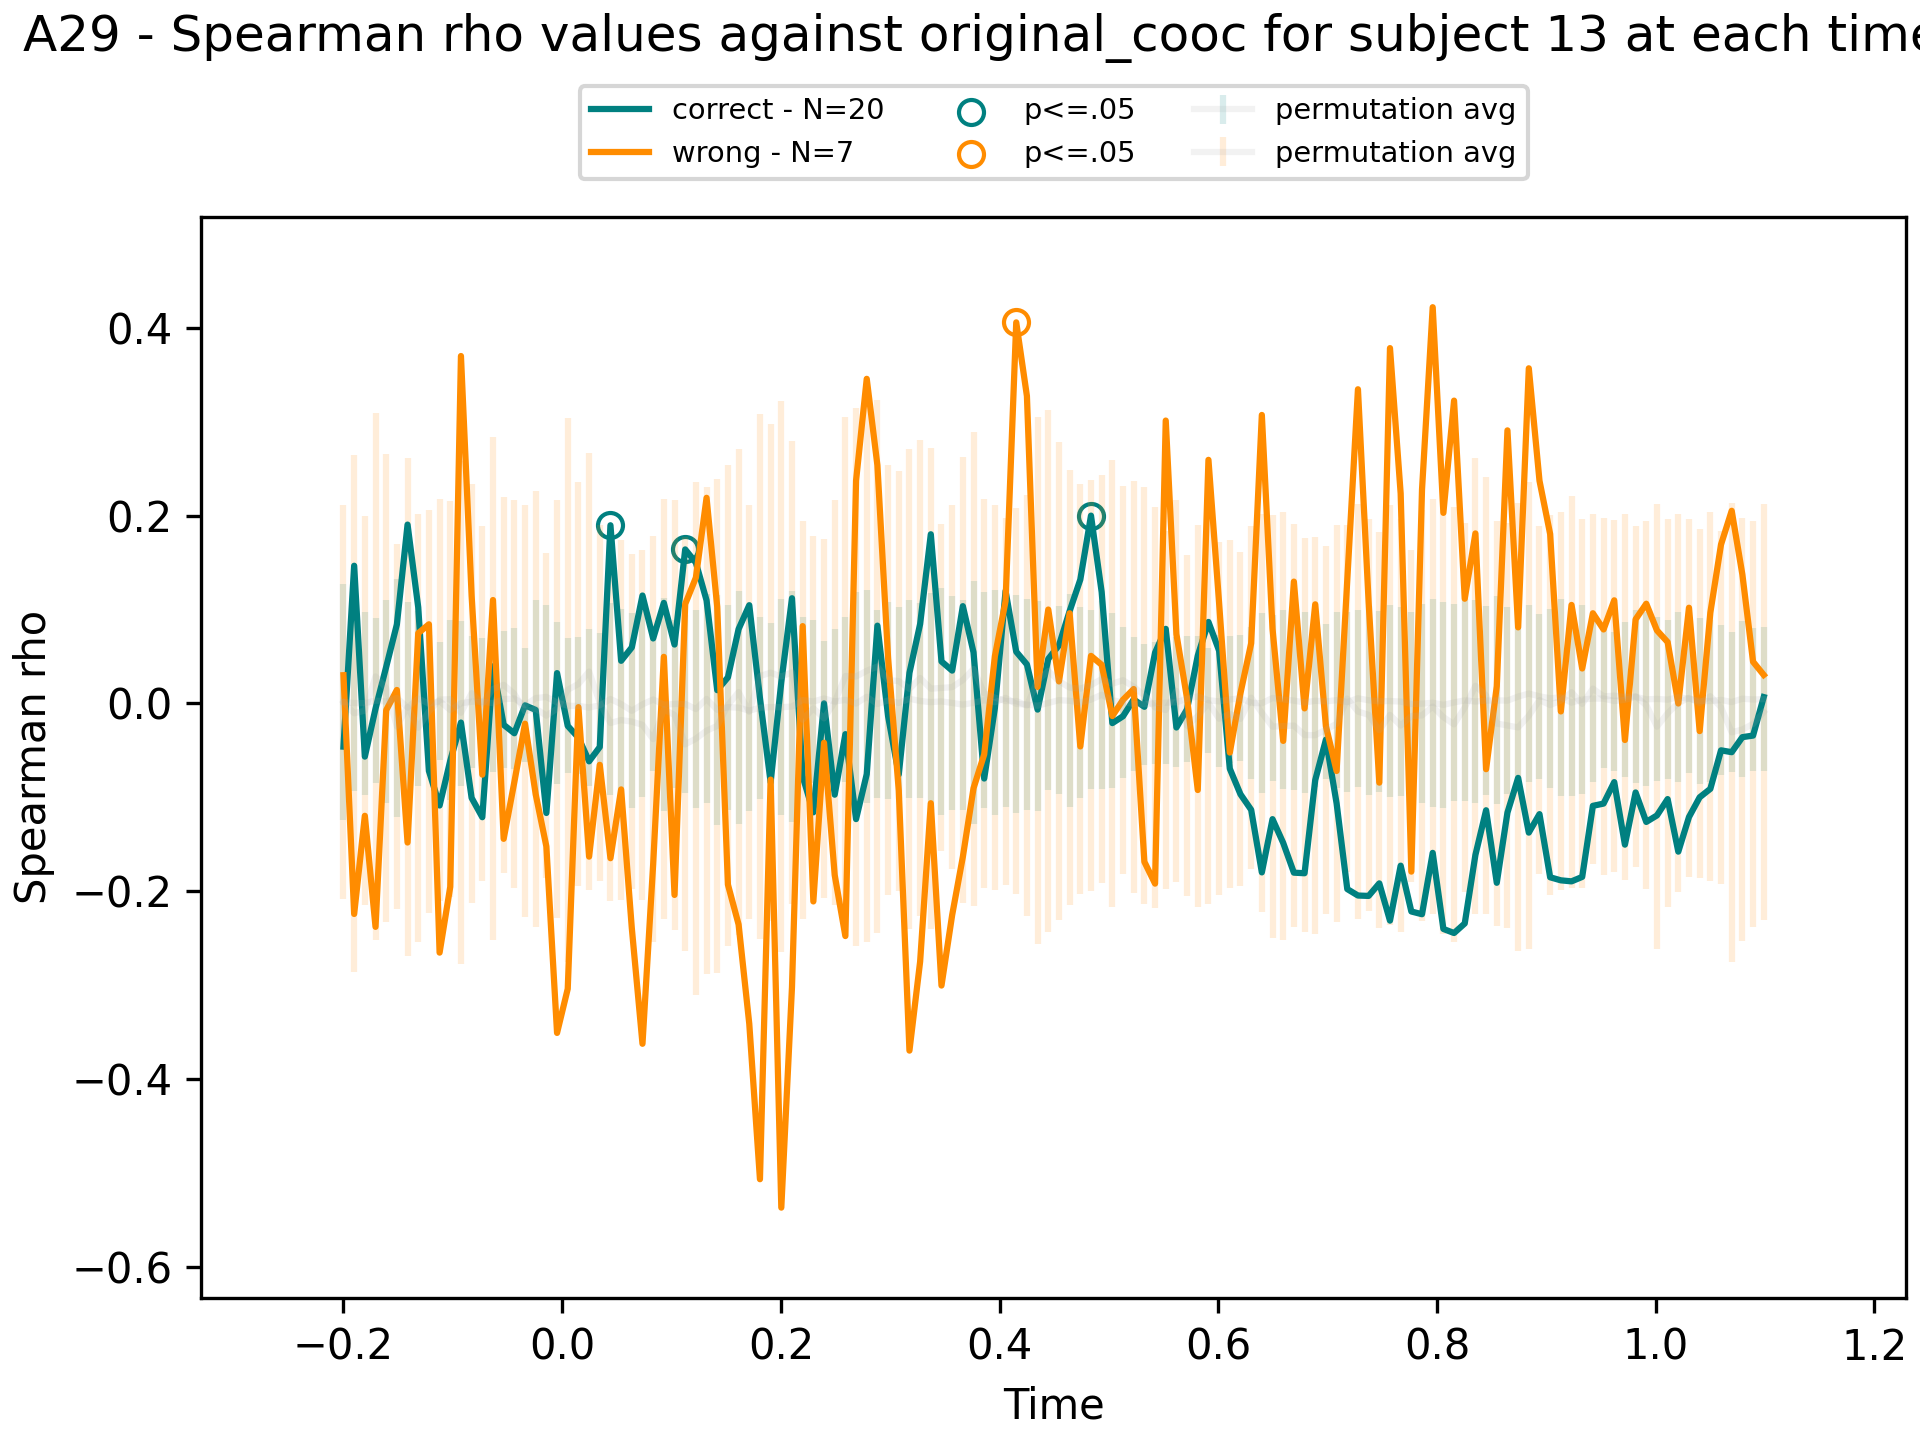 A29 - Spearman rho values against original_cooc for subject 13 at each time
correct - N=20
wrong - N=7
p<=.05
p<=.05
permutation avg
permutation avg
Spearman rho
0.4
0.2
0.0
−0.2
−0.4
−0.6
−0.2 0.0 0.2 0.4 0.6 0.8 1.0 1.2
Time